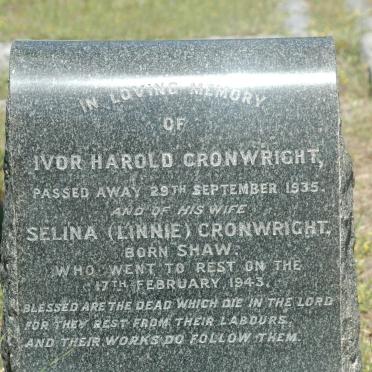 IN LOVING MEMORY
OF
IVOR HAROLD CRONWRIGHT,
PASSED AWAY 29TH SEPTEMBER 1935.
AND OF HIS WIFE
SELINA (LINNIE) CRONWRIGHT,
BORN SHAW.
WHO WENT TO REST ON THE
17TH FEBRUARY, 1943.
BLESSED ARE THE DEAD WHICH DIE IN THE LORD
FOR THEY REST FROM THEIR LABOURS,
AND THEIR WORKS DO FOLLOW THEM.